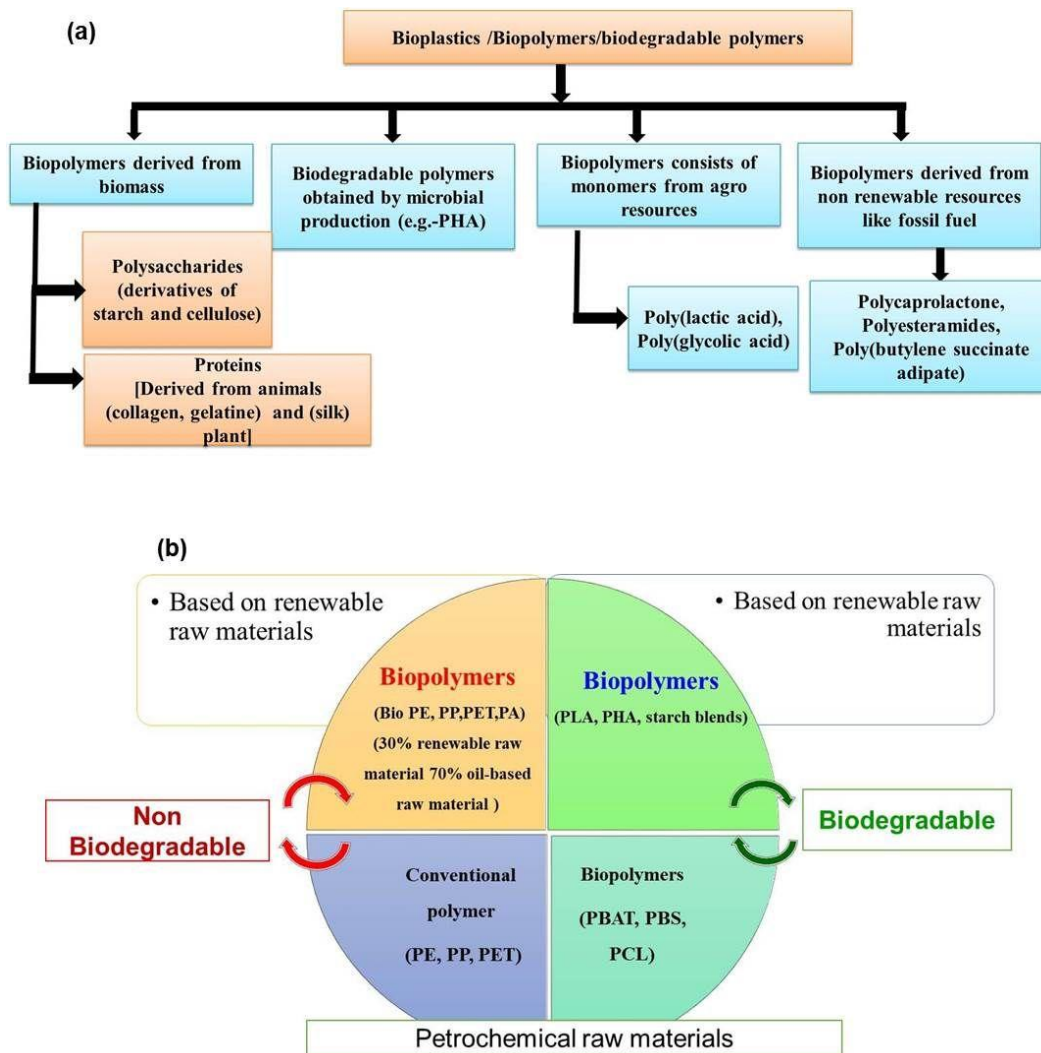 (a)
Bioplastics /Biopolymers/biodegradable polymers
Biopolymers derived from
biomass
Biodegradable polymers
obtained by microbial
production (e.g.-PHA)
Biopolymers consists of
monomers from agro
resources
Biopolymers derived from
non renewable resources
like fossil fuel
Polysaccharides
(derivatives of
starch and cellulose)
Proteins
[Derived from animals
(collagen, gelatine) and (silk)
plant]
Poly(lactic acid),
Poly(glycolic acid)
Polycaprolactone,
Polyesteramides,
Poly(butylene succinate
adipate)
(b)
• Based on renewable
raw materials
• Based on renewable raw
materials
Biopolymers
(Bio PE, PP,PET,PA)
(30% renewable raw
material 70% oil-based
raw material )
Biopolymers
(PLA, PHA, starch blends)
Non
Biodegradable
Biodegradable
Conventional
polymer
(PE, PP, PET)
Biopolymers
(PBAT, PBS,
PCL)
Petrochemical raw materials